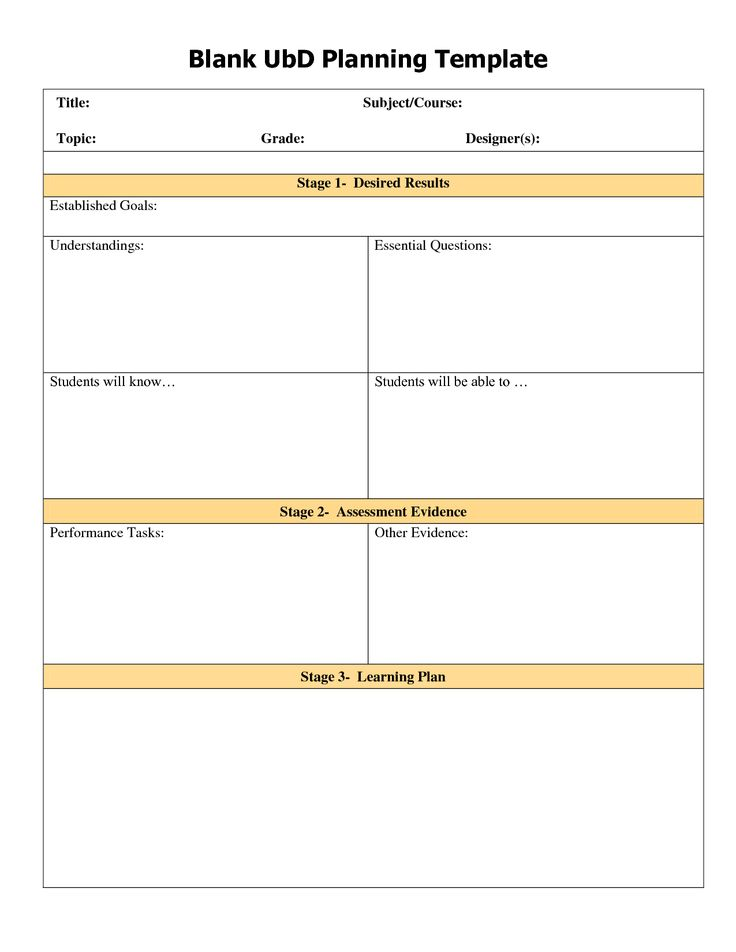 Blank UbD Planning Template
Title: Subject/Course:
Topic: Grade: Designer(s):
Stage 1- Desired Results
Established Goals:
Understandings: Essential Questions:
Students will know… Students will be able to …
Stage 2- Assessment Evidence
Performance Tasks: Other Evidence:
Stage 3- Learning Plan